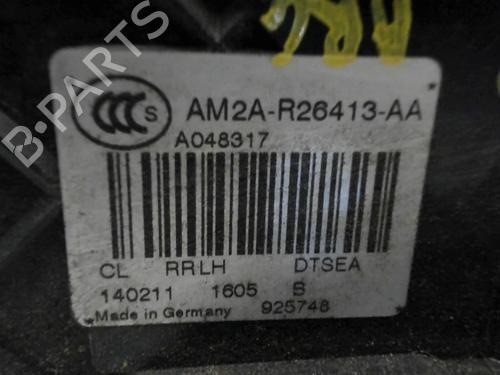 B-PARTS
S
AM2A-R26413-AA
A048317
CL RRLH DTSEA
140211 1605 B
Made in Germany 925748